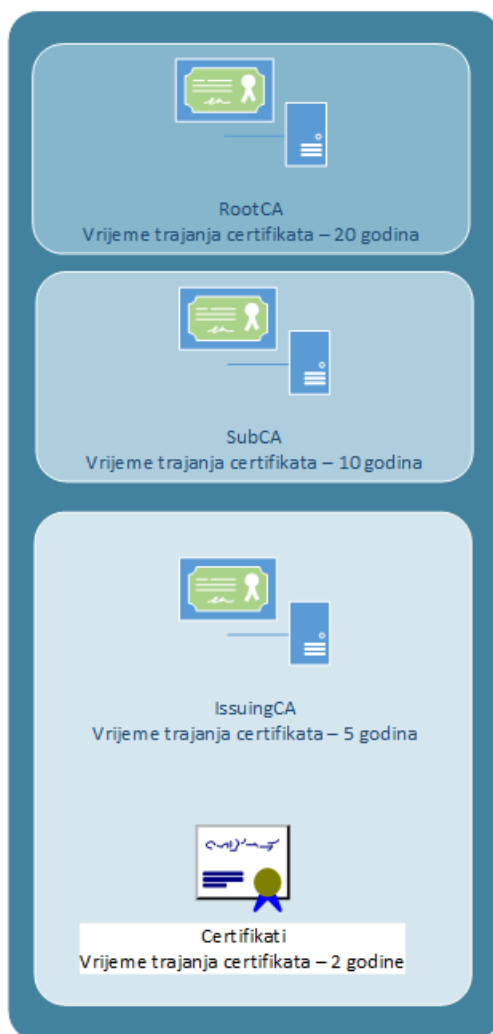 RootCA
Vrijeme trajanja certifikata – 20 godina
SubCA
Vrijeme trajanja certifikata – 10 godina
IssuingCA
Vrijeme trajanja certifikata – 5 godina
Certifikati
Vrijeme trajanja certifikata – 2 godine